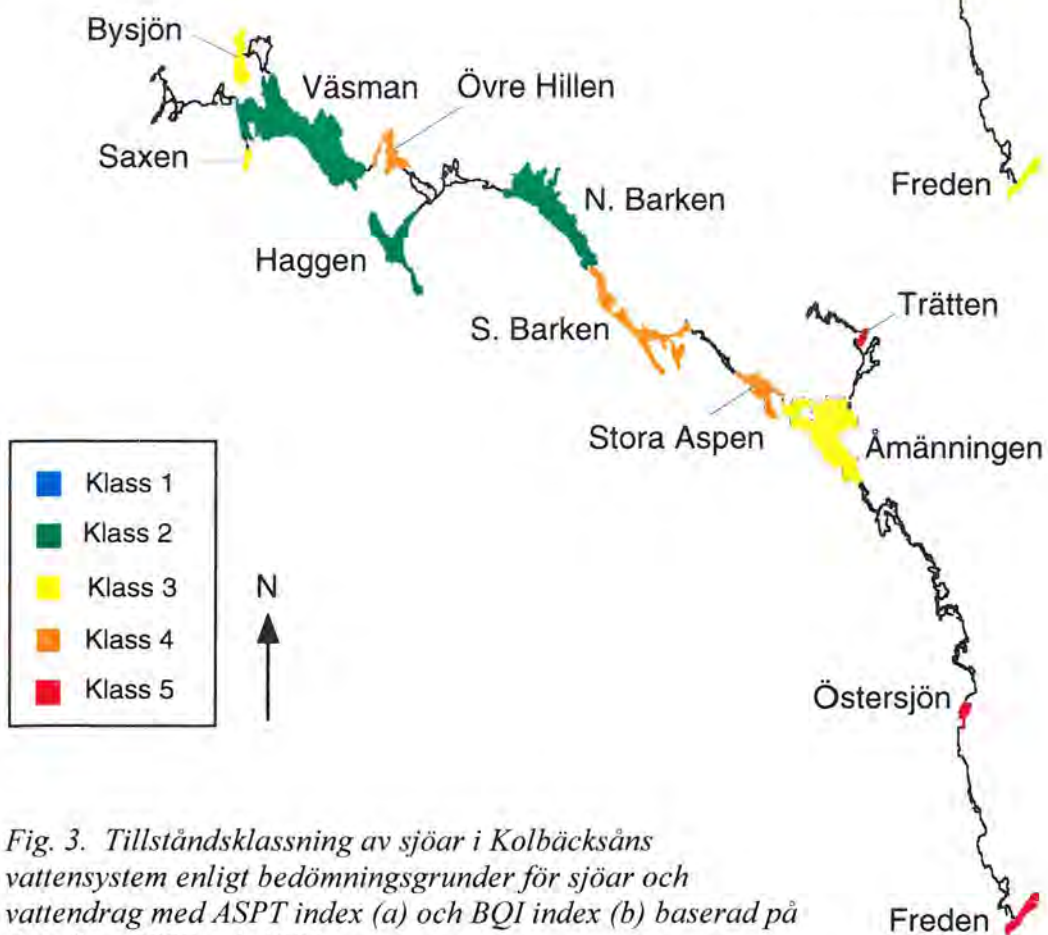 Bysjön
Väsman
Övre Hillen
Saxen
Freden
N. Barken
Haggen
Trätten
S. Barken
Stora Aspen
Åmänningen
Klass 1
Klass 2
Klass 3
Klass 4
Klass 5
N
Östersjön
Fig. 3. Tillståndsklassning av sjöar i Kolbäcksåns
vattensystem enligt bedömningsgrunder för sjöar och
vattendrag med ASPT index (a) och BQI index (b) baserad på
Freden